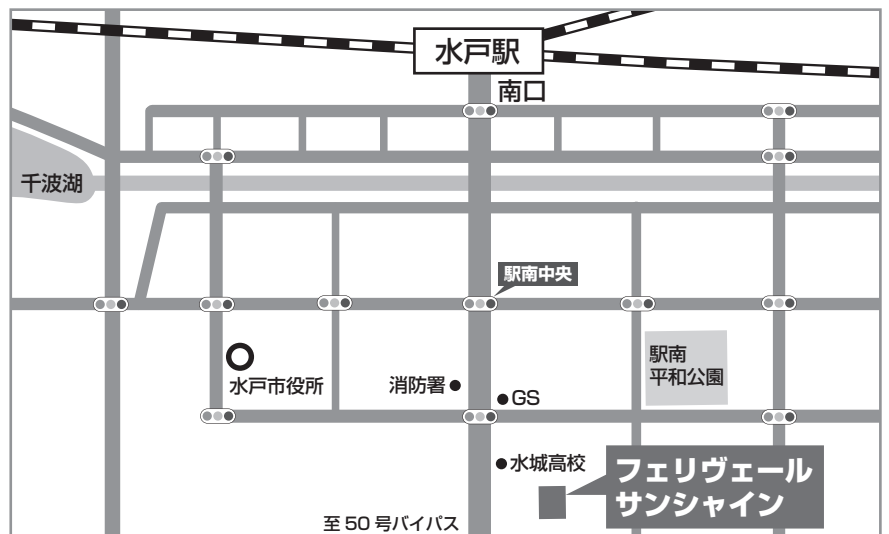 水戸駅
南口
千波湖
駅南中央
水戸市役所
消防署
GS
駅南
平和公園
水城高校
フェリヴェール
サンシャイン
至50号バイパス